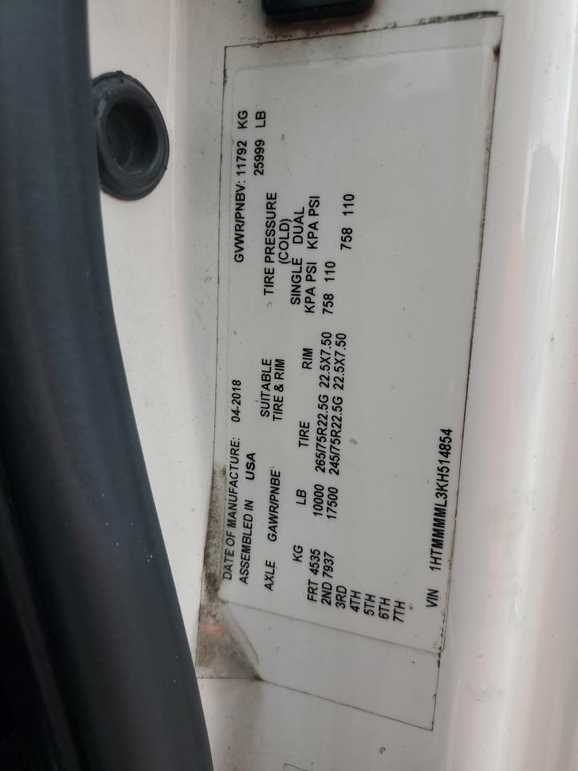 DATE OF MANUFACTURE: 04-2018 GVWR/PNBV: 11792 KG
ASSEMBLED IN USA 25999 LB
AXLE GAWR/PNBE SUITABLE TIRE PRESSURE
TIRE & RIM (COLD)
SINGLE DUAL
KG LB TIRE RIM KPA PSI KPA PSI
FRT 4535 10000 265/75R22.5G 22.5X7.50 758 110
2ND 7937 17500 245/75R22.5G 22.5X7.50 758 110
3RD
4TH
5TH
6TH
7TH
VIN 1HTMMMML3KH514854